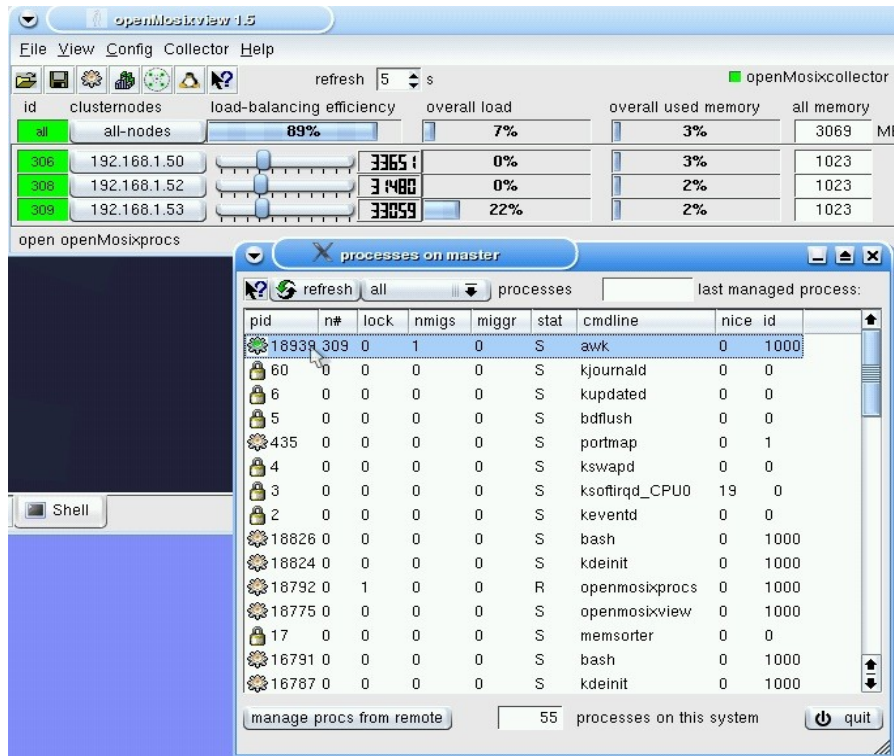 openMosixview 1.5
File View Config Collector Help
refresh 5 s openMosixcollector
id clusternodes load-balancing efficiency overall load overall used memory all memory
all all-nodes 89% 7% 3% 3069
306 192.168.1.50 33651 0% 3% 1023
308 192.168.1.52 31480 0% 2% 1023
309 192.168.1.53 33059 22% 2% 1023
open openMosixprocs
processes on master
refresh all processes last managed process:
pid n# lock nmigs miggr stat cmdline nice id
18939 309 0 1 0 S awk 0 1000
60 0 0 0 0 S kjournald 0 0
6 0 0 0 0 S kupdated 0 0
5 0 0 0 0 S bdflush 0 0
435 0 0 0 0 S portmap 0 1
4 0 0 0 0 S kswapd 0 0
3 0 0 0 0 S ksoftirqd_CPU0 19 0
2 0 0 0 0 S keventd 0 0
18826 0 0 0 0 S bash 0 1000
18824 0 0 0 0 S kdeinit 0 1000
18792 0 1 0 0 R openmosixprocs 0 1000
18775 0 0 0 0 S openmosixview 0 1000
17 0 0 0 0 S memsorter 0 0
16791 0 0 0 0 S bash 0 1000
16787 0 0 0 0 S kdeinit 0 1000
manage procs from remote 55 processes on this system quit
Shell